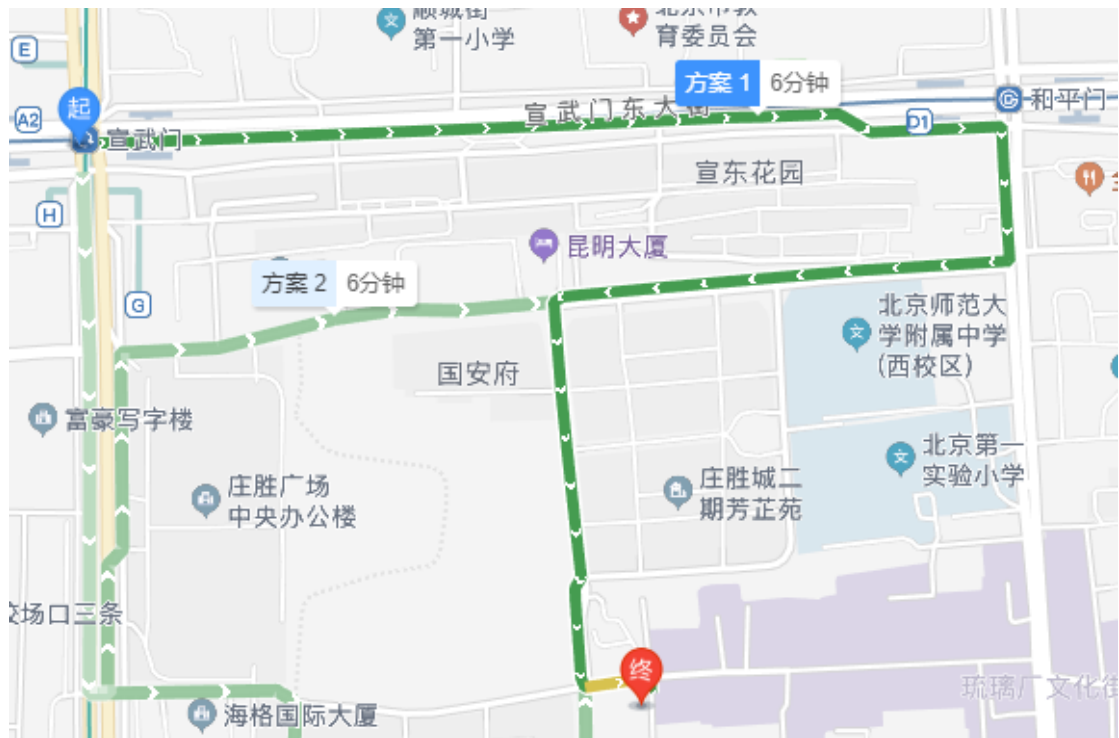 顺城街
第一小学
北京市教
育委员会
E
方案 1 6分钟
A2
起
宣武门
宣武门东大街
D1
和平门
宣东花园
H
昆明大厦
G
方案 2 6分钟
北京师范大
学附属中学
(西校区)
国安府
富豪写字楼
北京第一
实验小学
庄胜广场
中央办公楼
庄胜城二
期芳芷苑
校场口三条
终
海格国际大厦
琉璃厂文化街